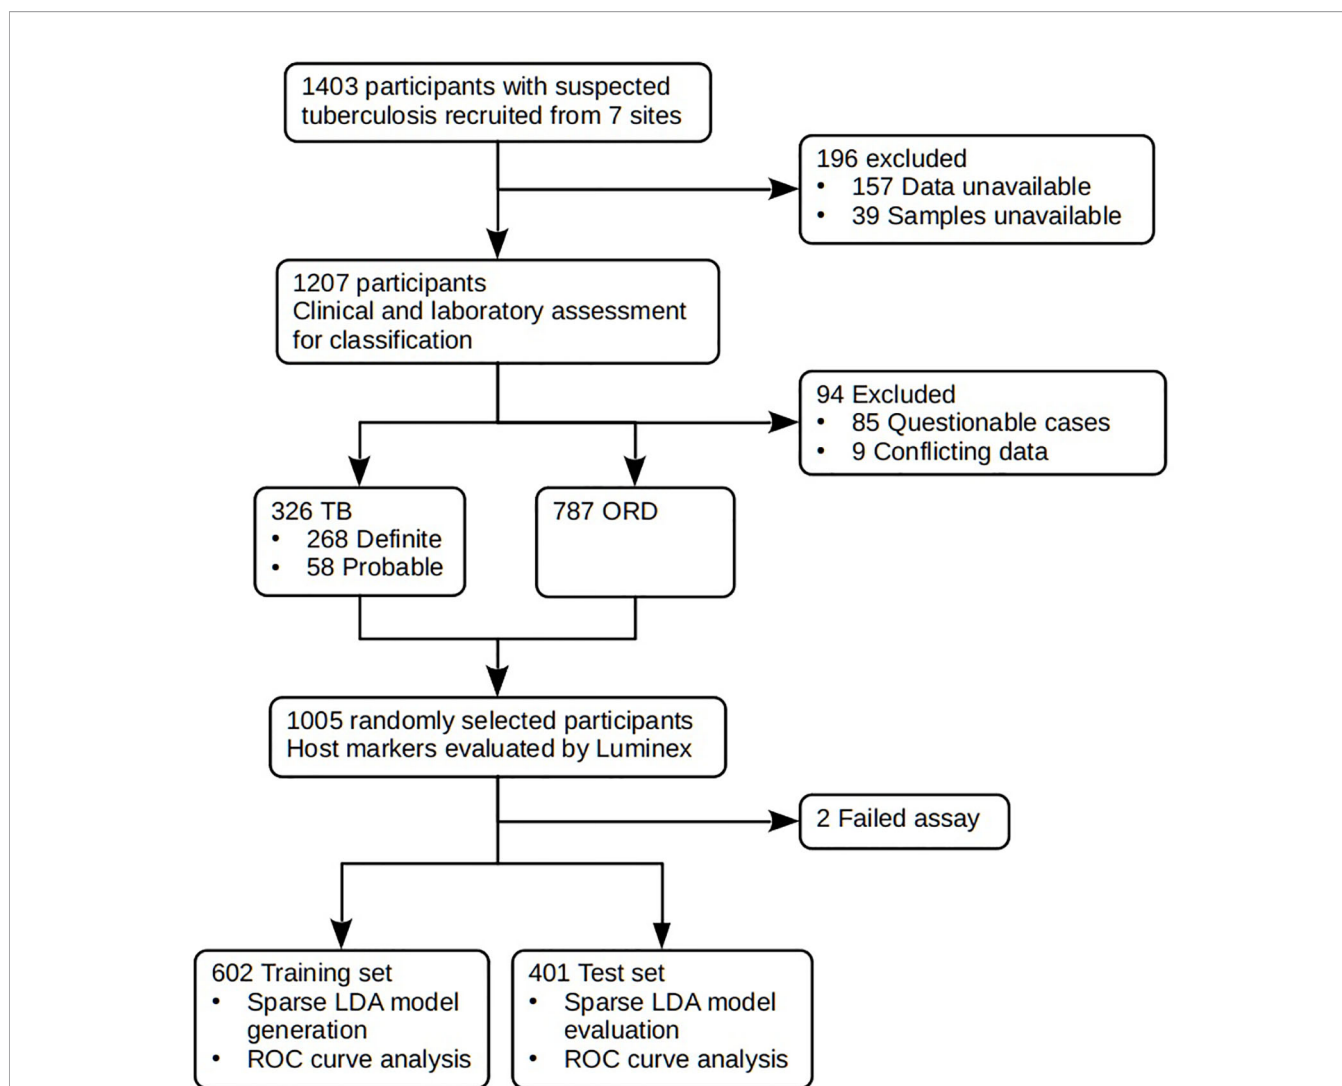 1403 participants with suspected
tuberculosis recruited from 7 sites
196 excluded
• 157 Data unavailable
• 39 Samples unavailable
1207 participants
Clinical and laboratory assessment
for classification
94 Excluded
• 85 Questionable cases
• 9 Conflicting data
326 TB
• 268 Definite
• 58 Probable
787 ORD
1005 randomly selected participants
Host markers evaluated by Luminex
2 Failed assay
602 Training set
• Sparse LDA model
generation
• ROC curve analysis
401 Test set
• Sparse LDA model
evaluation
• ROC curve analysis